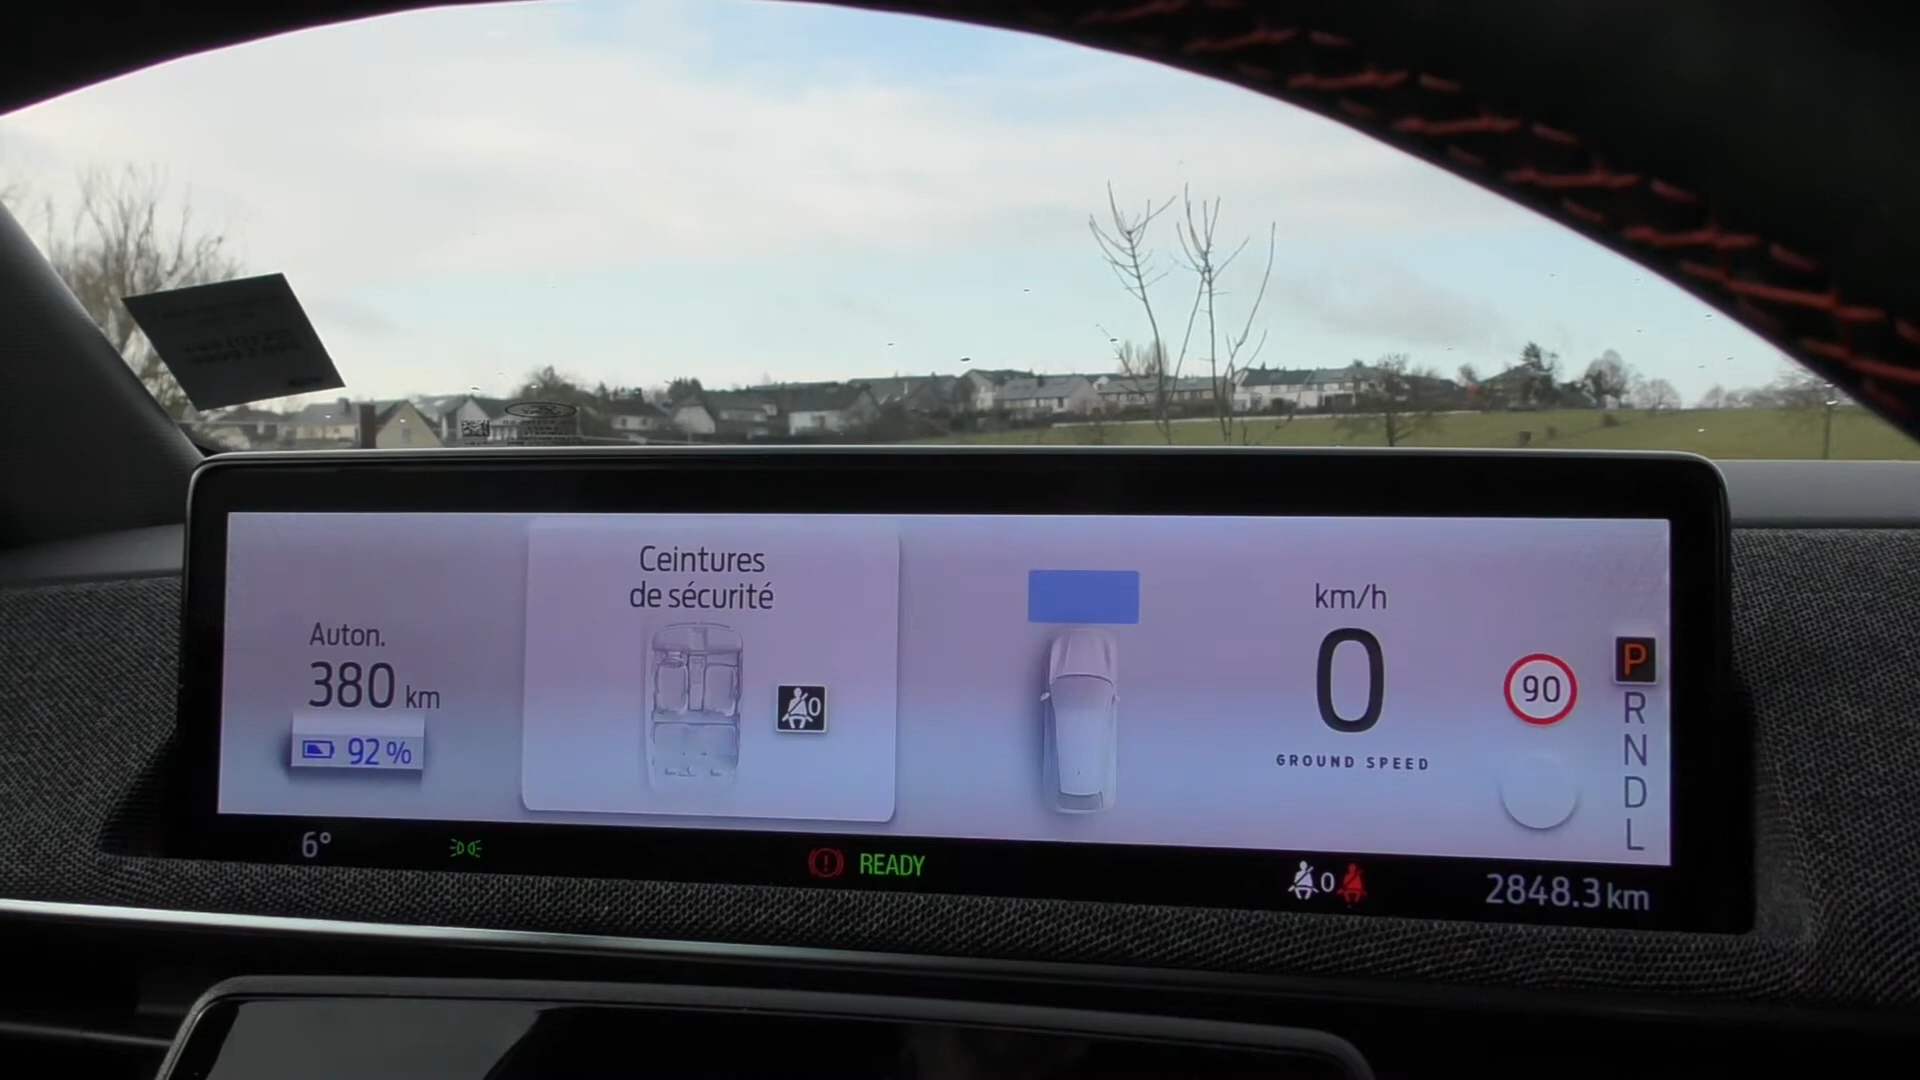 Ceintures
de sécurité
Auton.
380 km
92%
0
km/h
0
GROUND SPEED
90
P
R
N
D
L
6°
READY
0
2848.3 km